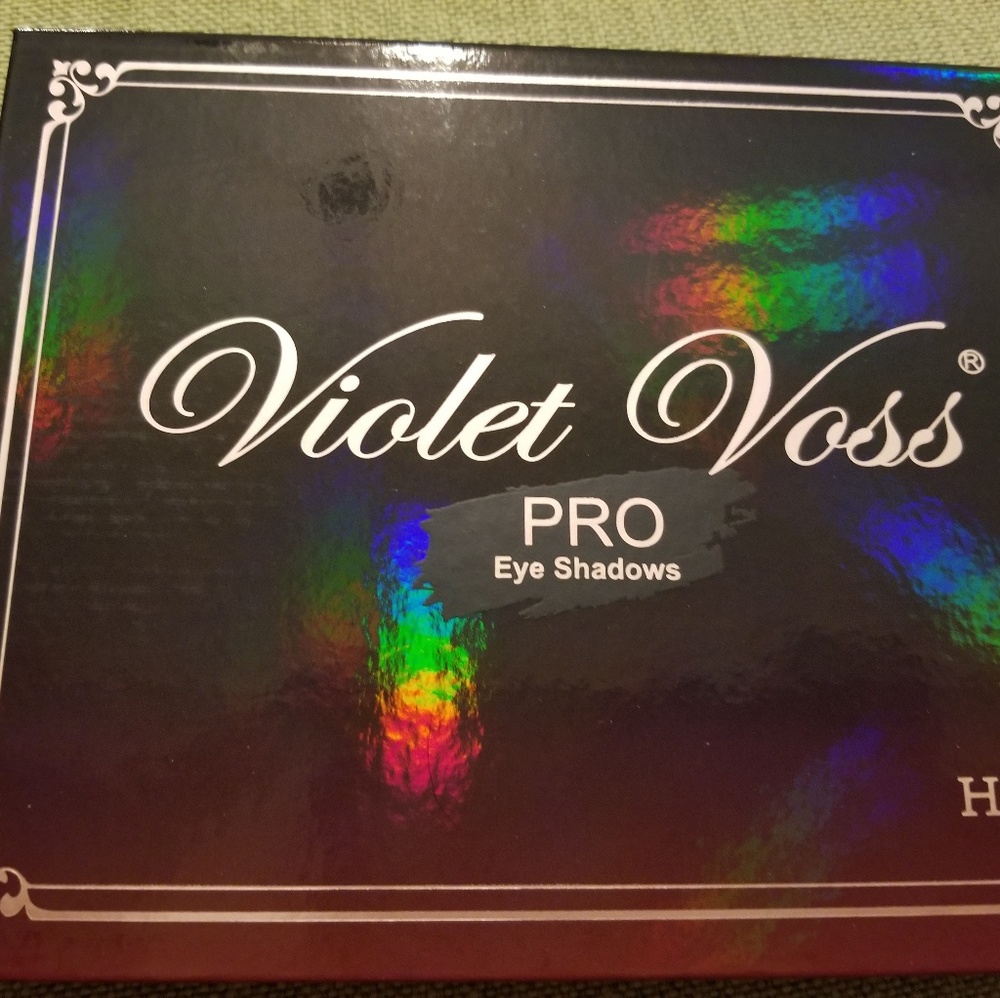 Violet Voss®
PRO
Eye Shadows
H